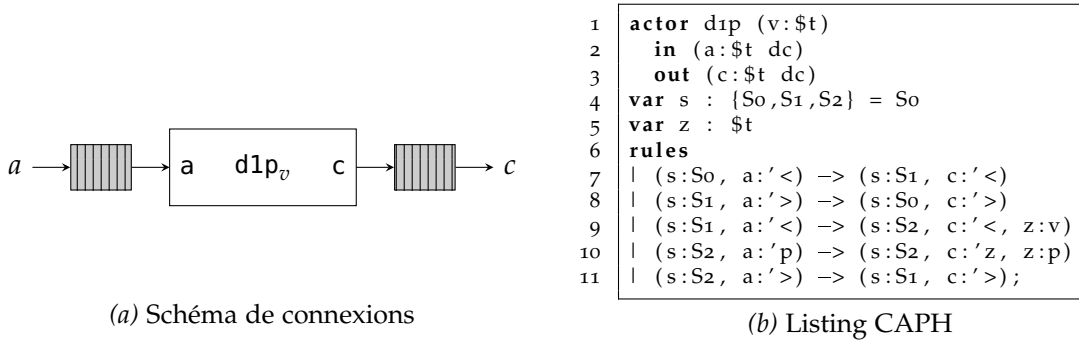 a
a d1pv c
c
(a) Schéma de connexions
1 actor d1p (v:$t)
2 in (a:$t dc)
3 out (c:$t dc)
4 var s : {S0,S1,S2} = S0
5 var z : $t
6 rules
7 | (s:S0, a:'<) -> (s:S1, c:'<)
8 | (s:S1, a:'>) -> (s:S0, c:'>)
9 | (s:S1, a:'<) -> (s:S2, c:'<, z:v)
10 | (s:S2, a:'p) -> (s:S2, c:'z, z:p)
11 | (s:S2, a:'>) -> (s:S1, c:'>);
(b) Listing CAPH